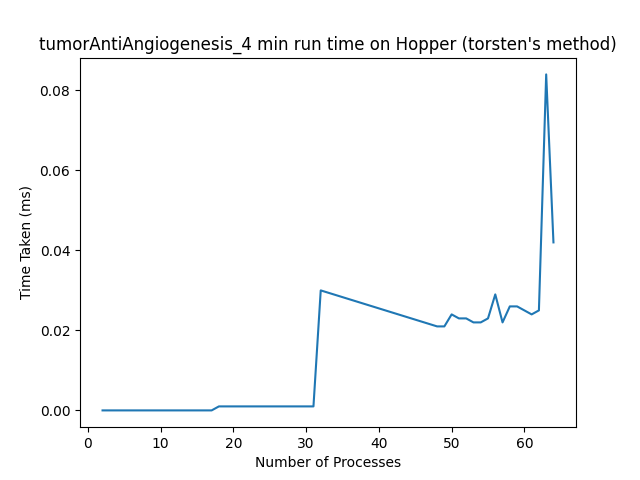 tumorAntiAngiogenesis_4 min run time on Hopper (torsten's method)
Time Taken (ms)
0.08
0.06
0.04
0.02
0.00
0 10 20 30 40 50 60
Number of Processes